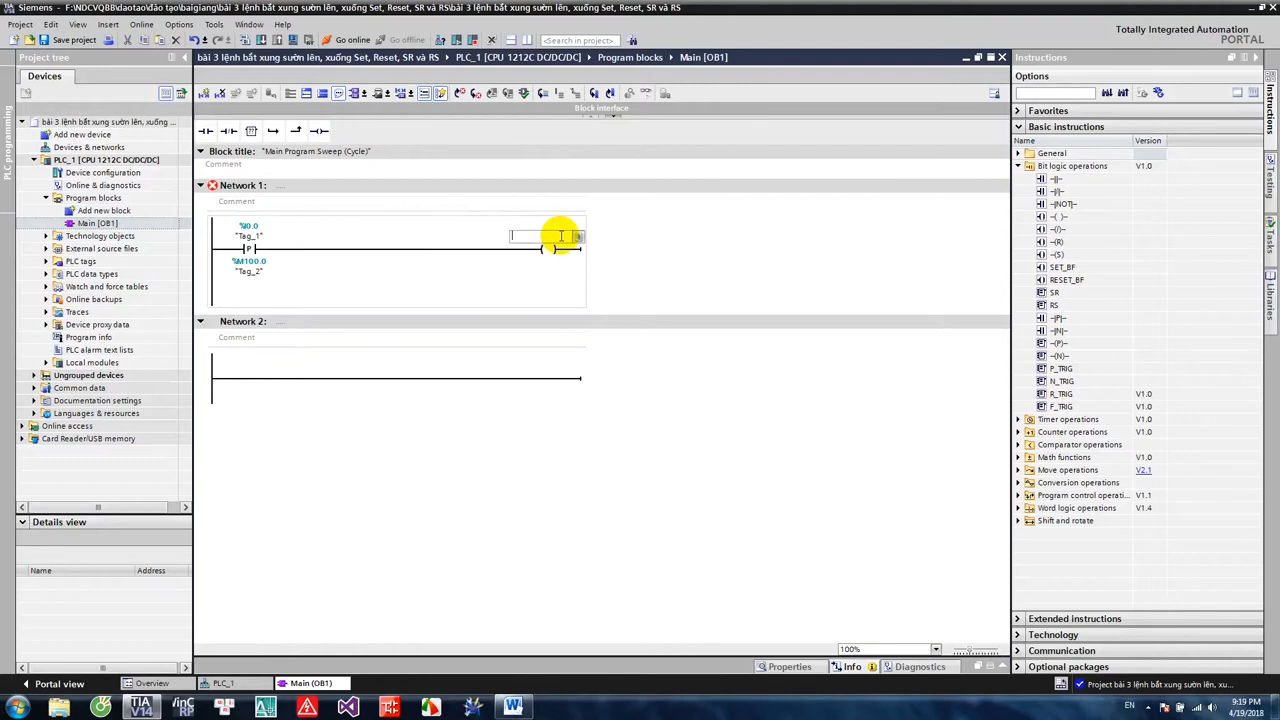 Siemens - F:\NDCVQBB\daotao\đào tạo\baigiang\bài 3 lệnh bắt xung sườn lên, xuống Set, Reset, SR và RS\bài 3 lệnh bắt xung sườn lên, xuống Set, Reset, SR và RS
Project Edit View Insert Online Options Tools Window Help
Totally Integrated Automation
PORTAL
Save project Go online Go offline <Search in project>
Project tree
bài 3 lệnh bắt xung sườn lên, xuống Set, Reset, SR và RS PLC_1 [CPU 1212C DC/DC/DC] Program blocks Main [OB1]
Instructions
Devices
Options
PLC programming
Block interface
Favorites
Basic instructions
Name Version
bài 3 lệnh bắt xung sườn lên, xuống ...
Add new device
Devices & networks
PLC_1 [CPU 1212C DC/DC/DC]
Device configuration
Online & diagnostics
Program blocks
Add new block
Main [OB1]
Technology objects
External source files
PLC tags
PLC data types
Watch and force tables
Online backups
Traces
Device proxy data
Program info
PLC alarm text lists
Local modules
Ungrouped devices
Common data
Documentation settings
Languages & resources
Online access
Card Reader/USB memory
Details view
Name Address
Block title: "Main Program Sweep (Cycle)"
Comment
Network 1: ....
Comment
%I0.0
"Tag_1"
P
%M100.0
"Tag_2"
Network 2: ....
Comment
100%
Properties Info Diagnostics
General
Bit logic operations V1.0
–| |–
–|/|–
–|NOT|–
–( )–
–(/)–
–(R)
–(S)
SET_BF
RESET_BF
SR
RS
–|P|–
–|N|–
–(P)–
–(N)–
P_TRIG
N_TRIG
R_TRIG V1.0
F_TRIG V1.0
Timer operations V1.0
Counter operations V1.0
Comparator operations
Math functions V1.0
Move operations V2.1
Conversion operations
Program control operati... V1.1
Word logic operations V1.4
Shift and rotate
Extended instructions
Technology
Communication
Optional packages
Instructions
Testing
Tasks
Libraries
Portal view Overview PLC_1 Main (OB1)
Project bài 3 lệnh bắt xung sườn lên, xu...
TIA
V14
EN
9:19 PM
4/19/2018